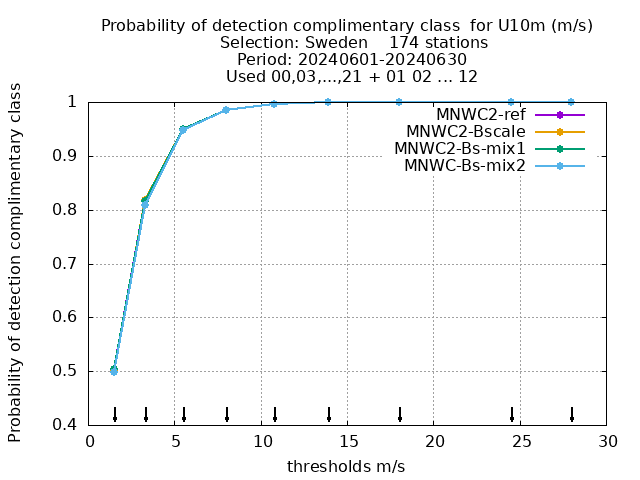 Probability of detection complimentary class  for U10m (m/s)
Selection: Sweden    174 stations
Period: 20240601-20240630
Used 00,03,...,21 + 01 02 ... 12
Probability of detection complimentary class
1
0.9
0.8
0.7
0.6
0.5
0.4
MNWC2-ref
MNWC2-Bscale
MNWC2-Bs-mix1
MNWC-Bs-mix2
0 5 10 15 20 25 30
thresholds m/s